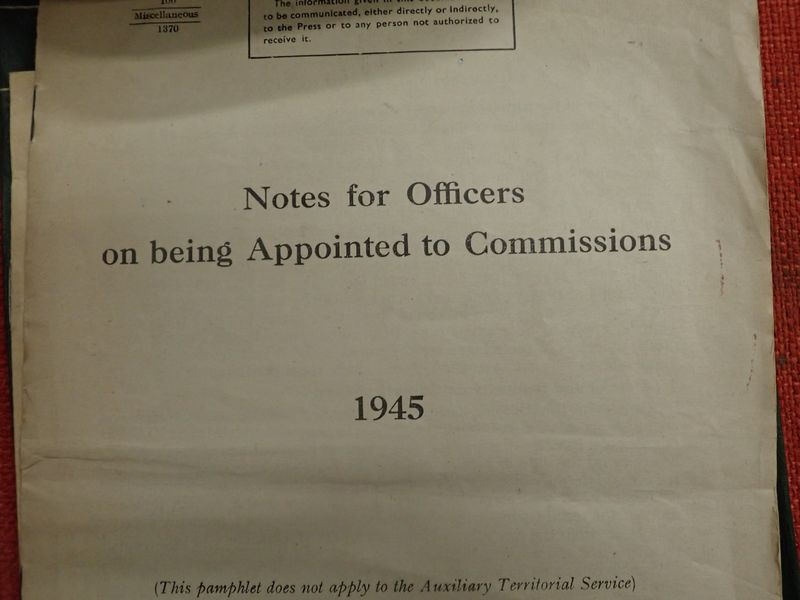 100
Miscellaneous
1370
The information given in this
to be communicated, either directly or indirectly,
to the Press or to any person not authorized to
receive it.
Notes for Officers
on being Appointed to Commissions
1945
(This pamphlet does not apply to the Auxiliary Territorial Service)